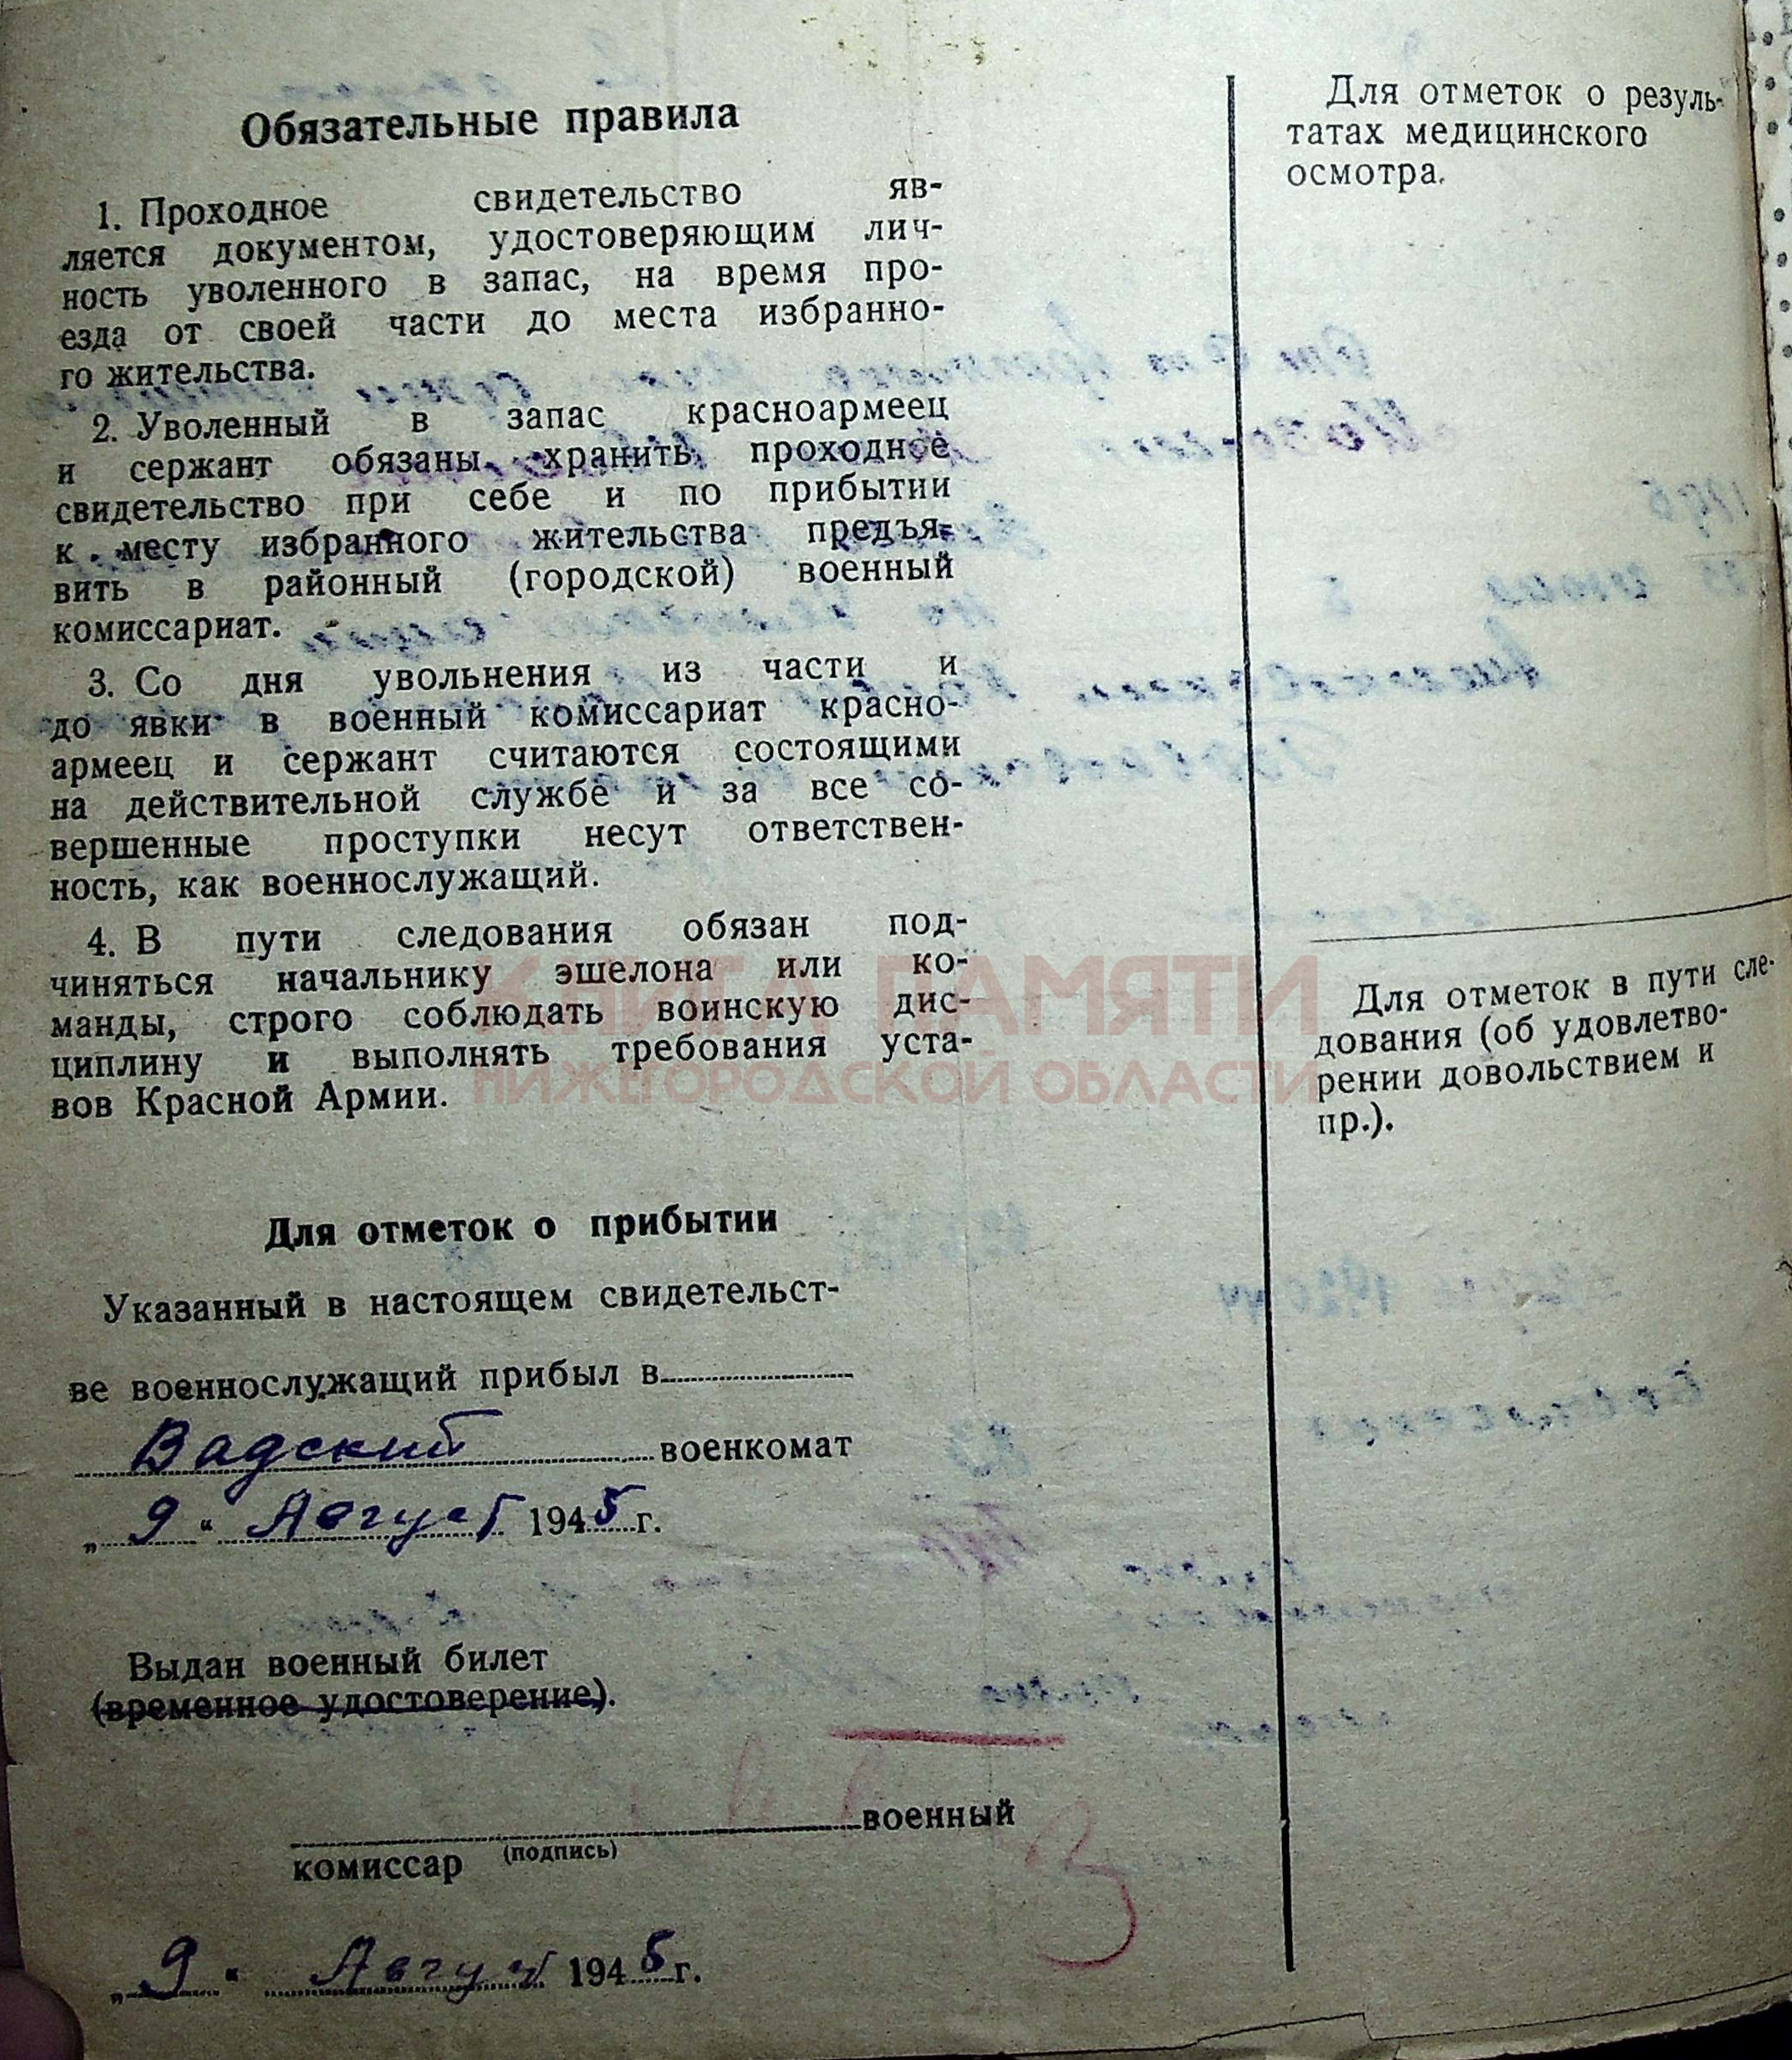 Обязательные правила
1. Проходное свидетельство яв-
ляется документом, удостоверяющим лич-
ность уволенного в запас, на время про-
езда от своей части до места избранно-
го жительства.
2. Уволенный в запас красноармеец
и сержант обязаны хранить проходное
свидетельство при себе и по прибытии
к месту избранного жительства предъя-
вить в районный (городской) военный
комиссариат.
3. Со дня увольнения из части и
до явки в военный комиссариат красно-
армеец и сержант считаются состоящими
на действительной службе и за все со-
вершенные проступки несут ответствен-
ность, как военнослужащий.
4. В пути следования обязан под-
чиняться начальнику эшелона или ко-
манды, строго соблюдать воинскую дис-
циплину и выполнять требования уста-
вов Красной Армии.
Для отметок о прибытии
Указанный в настоящем свидетельст-
ве военнослужащий прибыл в
Вадский военкомат
„9“ Август 1945 г.
Выдан военный билет
(временное удостоверение).
военный
комиссар (подпись)
„9“ Август 1945 г.
3
Для отметок о резуль-
татах медицинского
осмотра.
Для отметок в пути сле-
дования (об удовлетво-
рении довольствием и
пр.).
КНИГА ПАМЯТИ
НИЖЕГОРОДСКОЙ ОБЛАСТИ